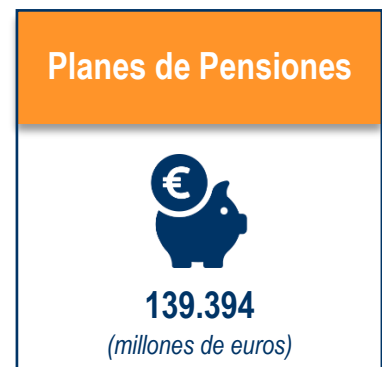 Planes de Pensiones
€
139.394
(millones de euros)